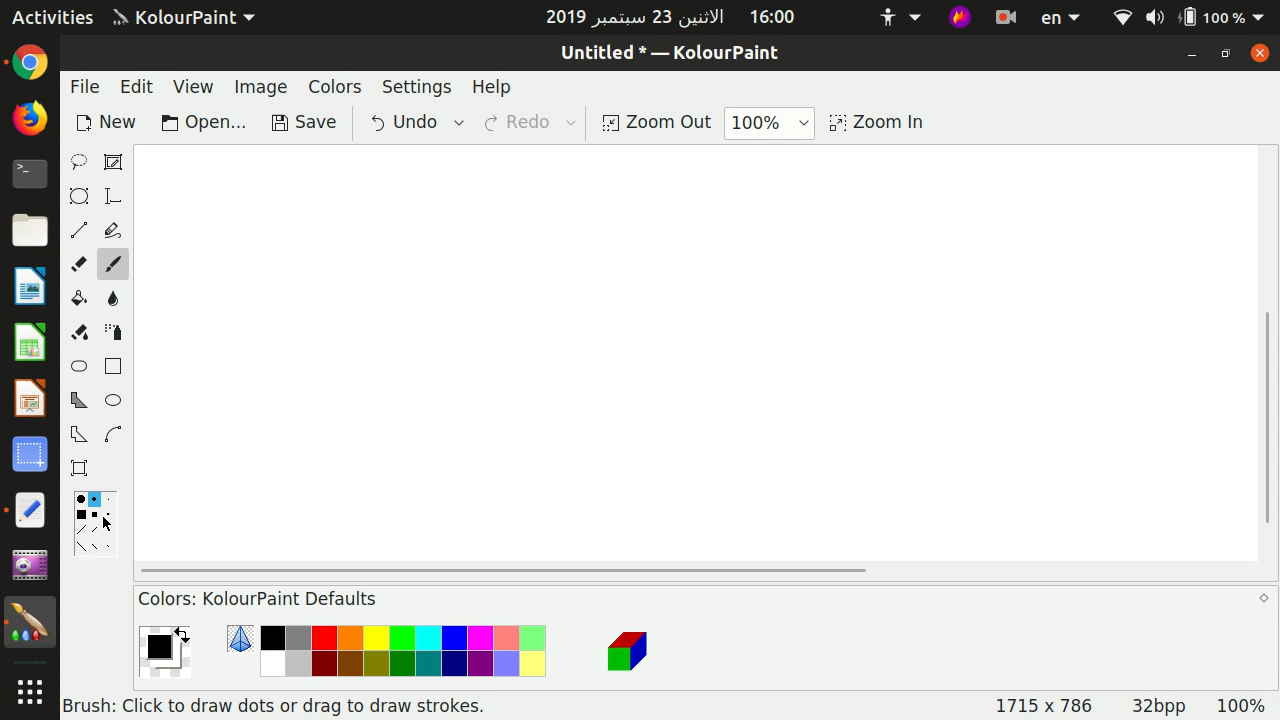 Activities KolourPaint الاثنين 23 سبتمبر 2019 16:00 en 100 %
Untitled * — KolourPaint
File Edit View Image Colors Settings Help
New Open... Save Undo Redo Zoom Out 100% Zoom In
Colors: KolourPaint Defaults
Brush: Click to draw dots or drag to draw strokes. 1715 x 786 32bpp 100%